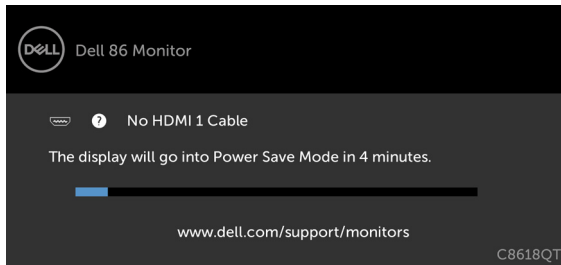 DELL
Dell 86 Monitor
? No HDMI 1 Cable
The display will go into Power Save Mode in 4 minutes.
www.dell.com/support/monitors
C8618QT